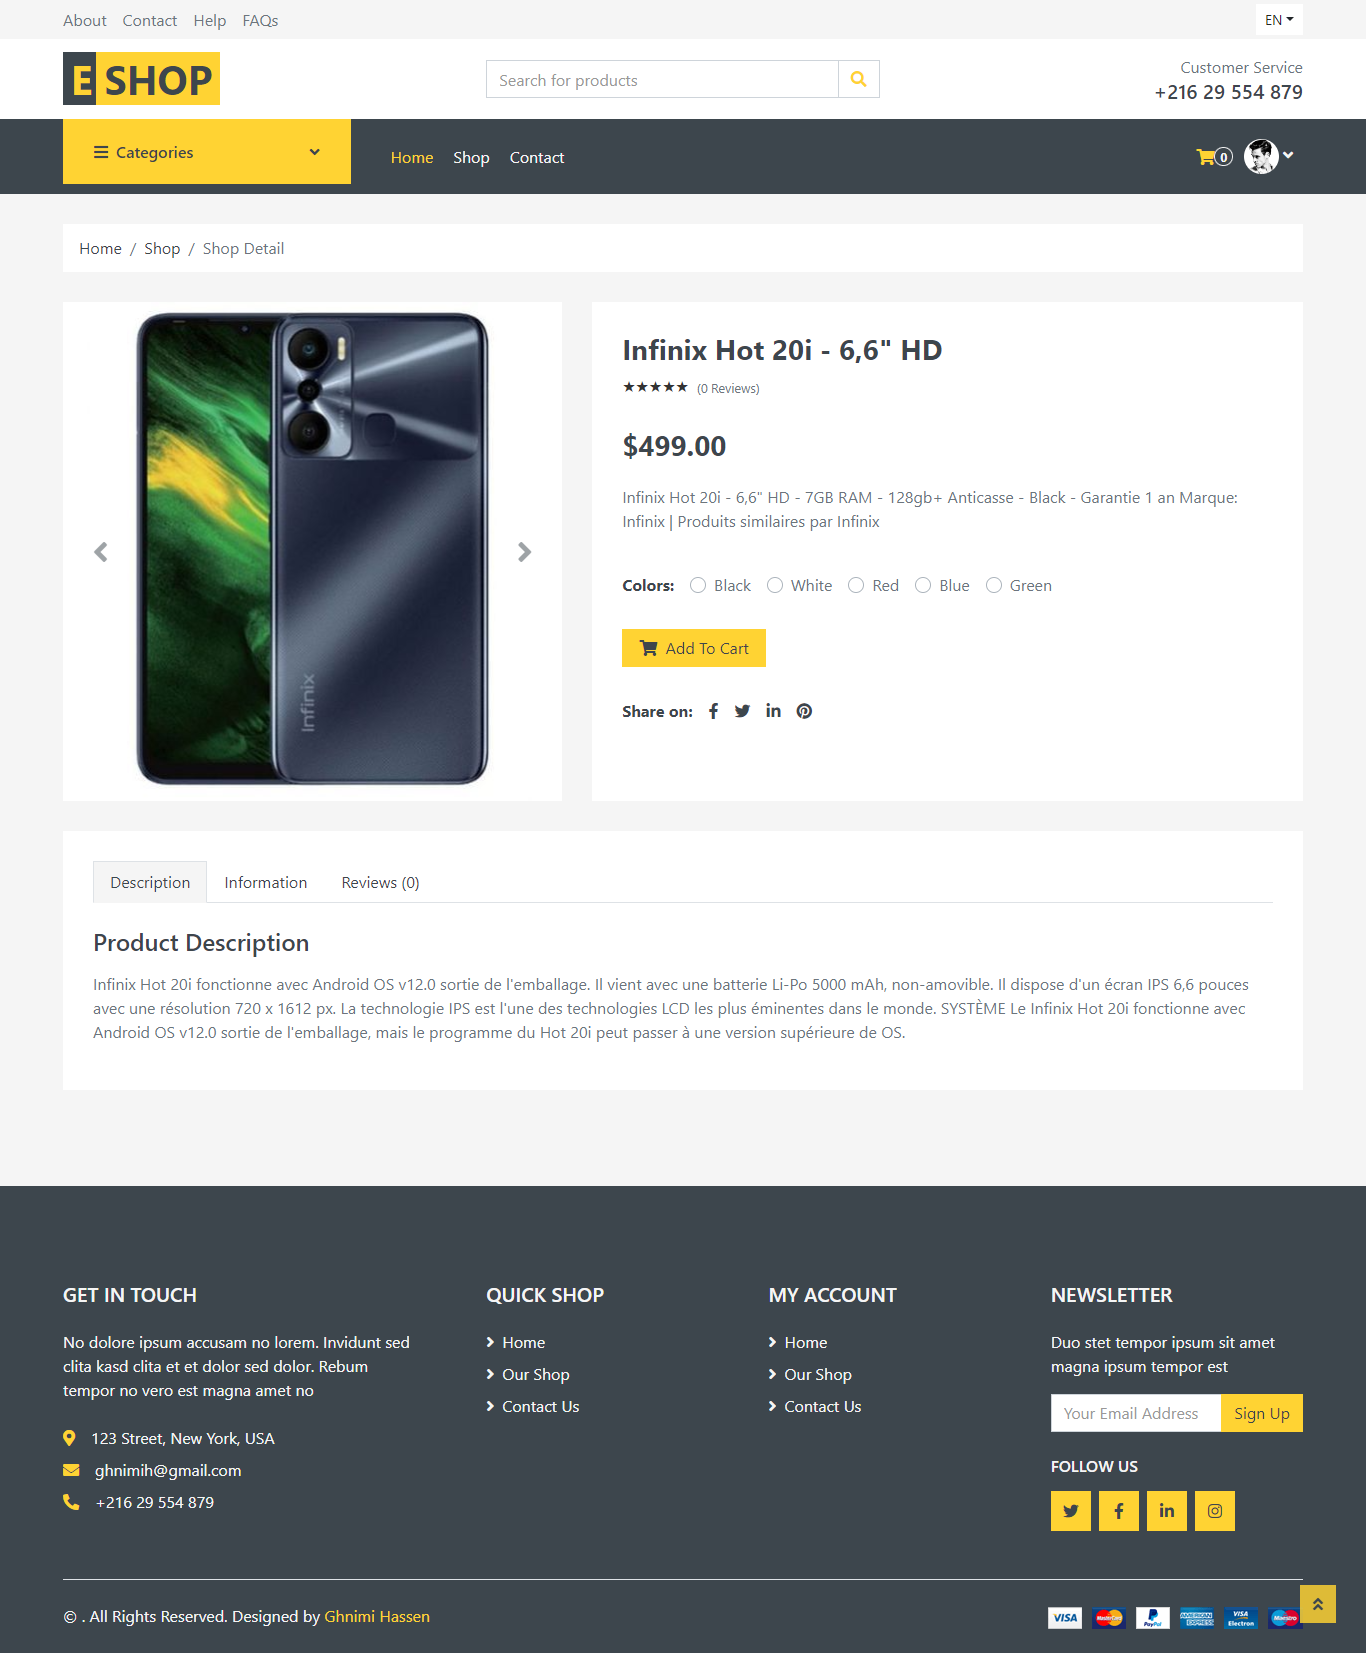 About Contact Help FAQs
EN
E SHOP
Search for products
Customer Service
+216 29 554 879
Categories
Home Shop Contact
0
Home / Shop / Shop Detail
Infinix
Infinix Hot 20i - 6,6" HD
(0 Reviews)
$499.00
Infinix Hot 20i - 6,6" HD - 7GB RAM - 128gb+ Anticasse - Black - Garantie 1 an Marque:
Infinix | Produits similaires par Infinix
Colors: Black White Red Blue Green
Add To Cart
Share on:
Description Information Reviews (0)
Product Description
Infinix Hot 20i fonctionne avec Android OS v12.0 sortie de l'emballage. Il vient avec une batterie Li-Po 5000 mAh, non-amovible. Il dispose d'un écran IPS 6,6 pouces
avec une résolution 720 x 1612 px. La technologie IPS est l'une des technologies LCD les plus éminentes dans le monde. SYSTÈME Le Infinix Hot 20i fonctionne avec
Android OS v12.0 sortie de l'emballage, mais le programme du Hot 20i peut passer à une version supérieure de OS.
GET IN TOUCH
No dolore ipsum accusam no lorem. Invidunt sed
clita kasd clita et et dolor sed dolor. Rebum
tempor no vero est magna amet no
123 Street, New York, USA
ghnimih@gmail.com
+216 29 554 879
QUICK SHOP
Home
Our Shop
Contact Us
MY ACCOUNT
Home
Our Shop
Contact Us
NEWSLETTER
Duo stet tempor ipsum sit amet
magna ipsum tempor est
Your Email Address Sign Up
FOLLOW US
© . All Rights Reserved. Designed by Ghnimi Hassen
VISA MasterCard PayPal AMERICAN EXPRESS VISA Electron Maestro